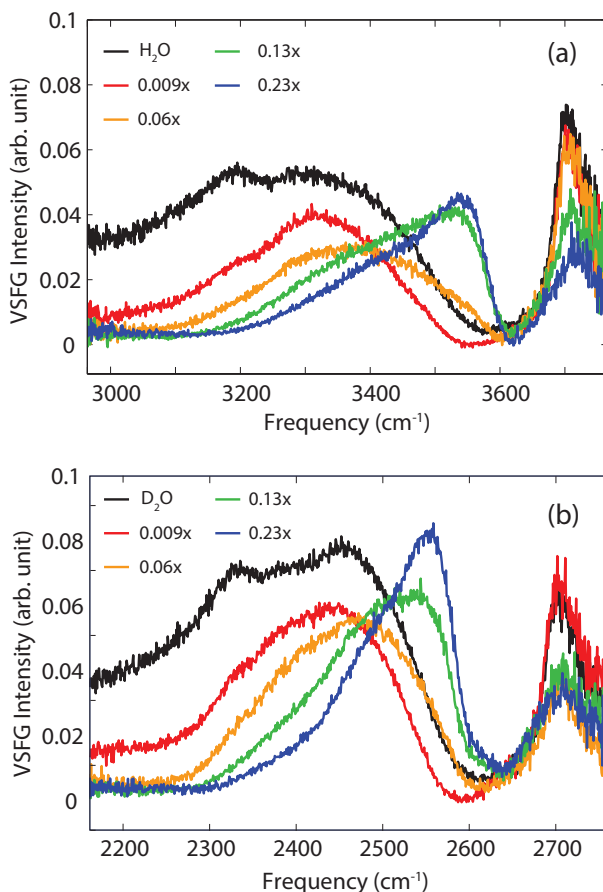 0.1
(a)
H₂O
0.13x
0.009x
0.23x
0.06x
0.08
0.06
0.04
0.02
0
VSFG Intensity (arb. unit)
3000 3200 3400 3600
Frequency (cm⁻¹)
0.1
(b)
D₂O
0.13x
0.009x
0.23x
0.06x
0.08
0.06
0.04
0.02
0
VSFG Intensity (arb. unit)
2200 2300 2400 2500 2600 2700
Frequency (cm⁻¹)